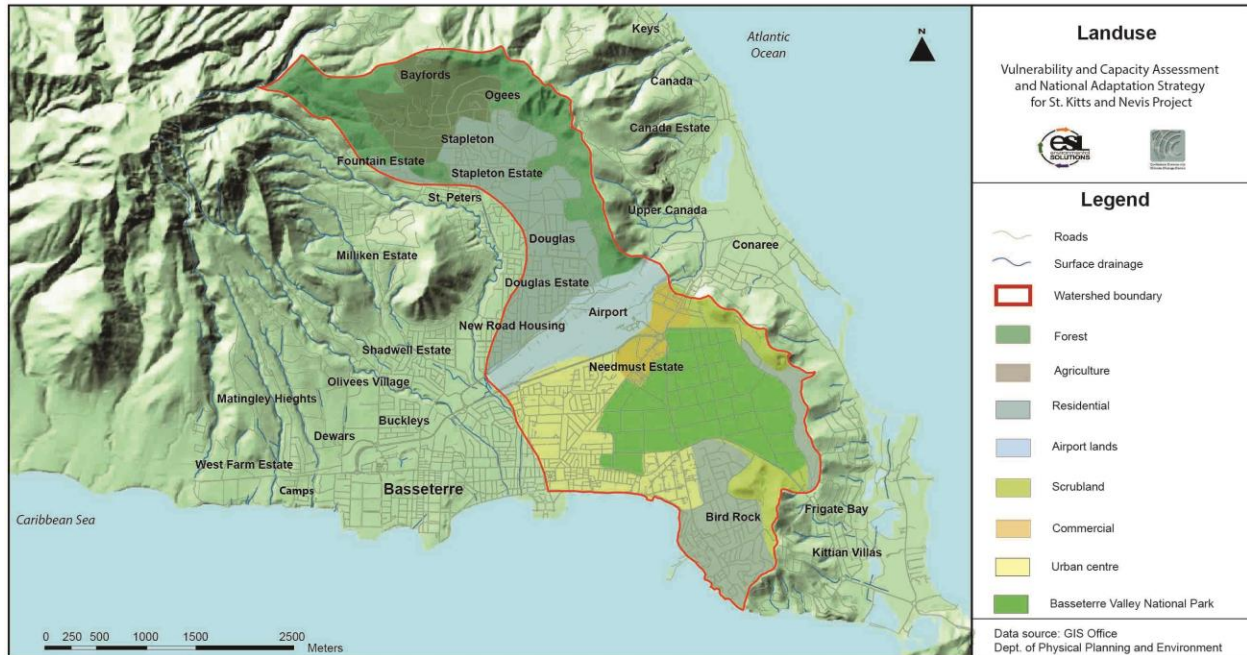 Keys
Atlantic
Ocean
N
Bayfords
Canada
Ogees
Canada Estate
Stapleton
Fountain Estate
Stapleton Estate
St. Peters
Upper Canada
Douglas
Conaree
Milliken Estate
Douglas Estate
Airport
New Road Housing
Shadwell Estate
Needmust Estate
Olivees Village
Matingley Hieghts
Buckleys
Dewars
West Farm Estate
Camps
Basseterre
Caribbean Sea
Bird Rock
Frigate Bay
Kittian Villas
0 250 500 1000 1500 2500
Meters
Landuse
Vulnerability and Capacity Assessment
and National Adaptation Strategy
for St. Kitts and Nevis Project
esl
SOLUTIONS
Legend
Roads
Surface drainage
Watershed boundary
Forest
Agriculture
Residential
Airport lands
Scrubland
Commercial
Urban centre
Basseterre Valley National Park
Data source: GIS Office
Dept. of Physical Planning and Environment